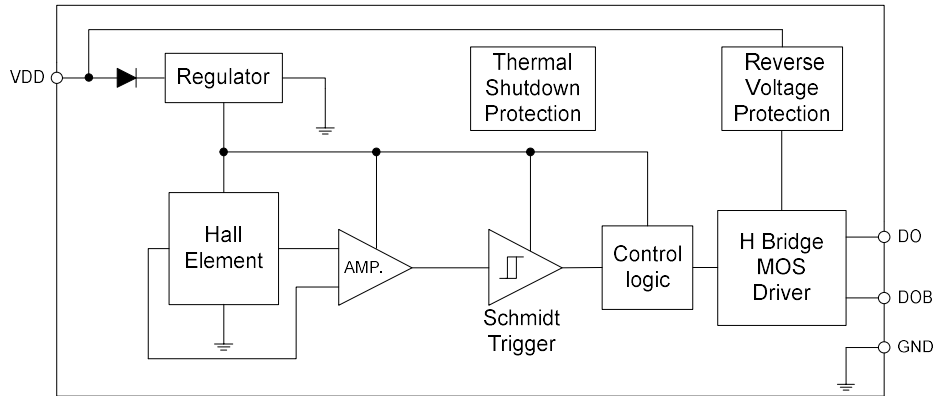 VDD
Regulator
Thermal
Shutdown
Protection
Reverse
Voltage
Protection
Hall
Element
AMP.
Schmidt
Trigger
Control
logic
H Bridge
MOS
Driver
DO
DOB
GND